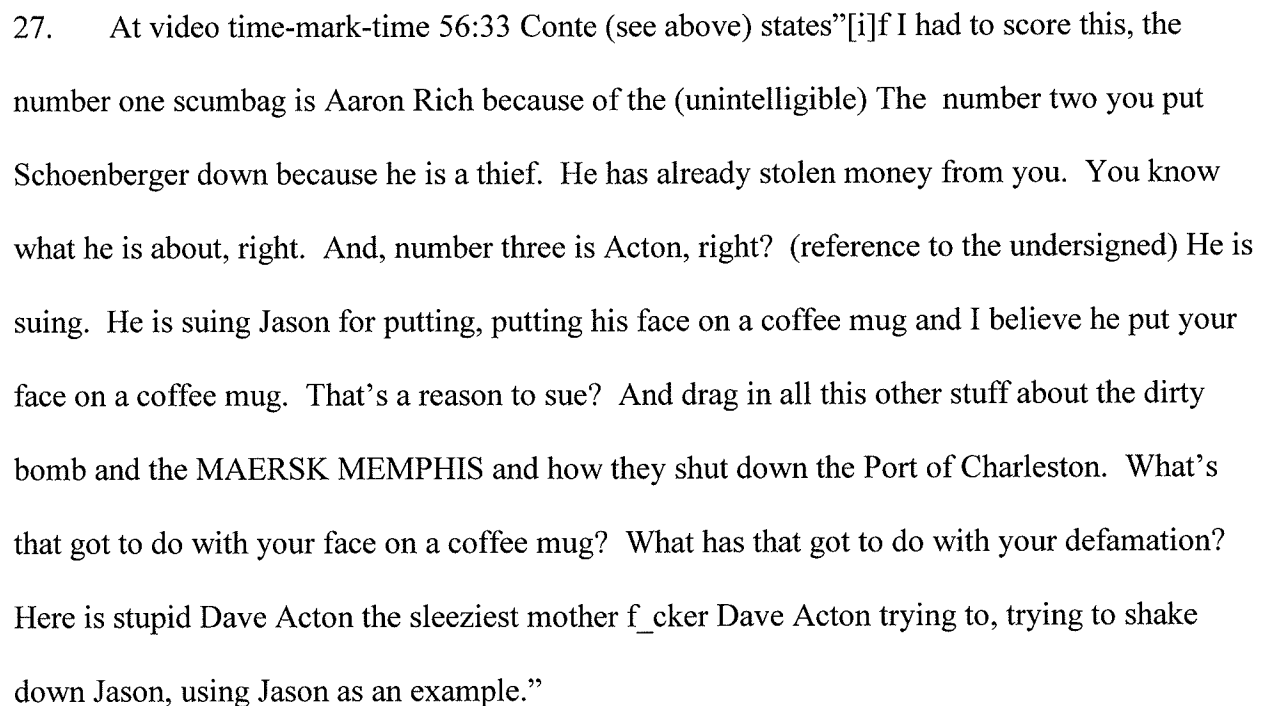 27. At video time-mark-time 56:33 Conte (see above) states”[i]f I had to score this, the
number one scumbag is Aaron Rich because of the (unintelligible) The number two you put
Schoenberger down because he is a thief. He has already stolen money from you. You know
what he is about, right. And, number three is Acton, right? (reference to the undersigned) He is
suing. He is suing Jason for putting, putting his face on a coffee mug and I believe he put your
face on a coffee mug. That’s a reason to sue? And drag in all this other stuff about the dirty
bomb and the MAERSK MEMPHIS and how they shut down the Port of Charleston. What’s
that got to do with your face on a coffee mug? What has that got to do with your defamation?
Here is stupid Dave Acton the sleeziest mother f_cker Dave Acton trying to, trying to shake
down Jason, using Jason as an example.”